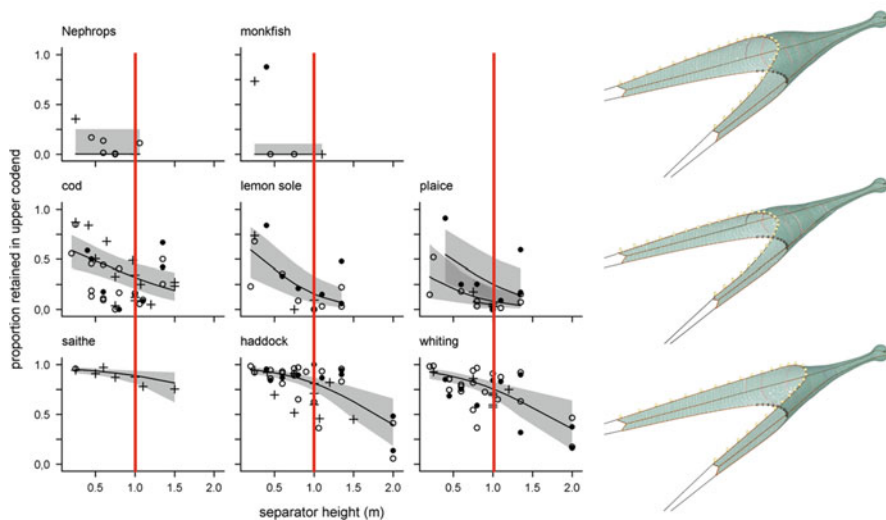 Nephrops monkfish
1.0
0.5
0,0
cod lemon sole plaice
1.0
0.5
0,0
saithe haddock whiting
1.0
0.5
0,0
0.5 1.0 1.5 2.0 0.5 1.0 1.5 2.0 0.5 1.0 1.5 2.0
separator height (m)
proportion retained in upper codend